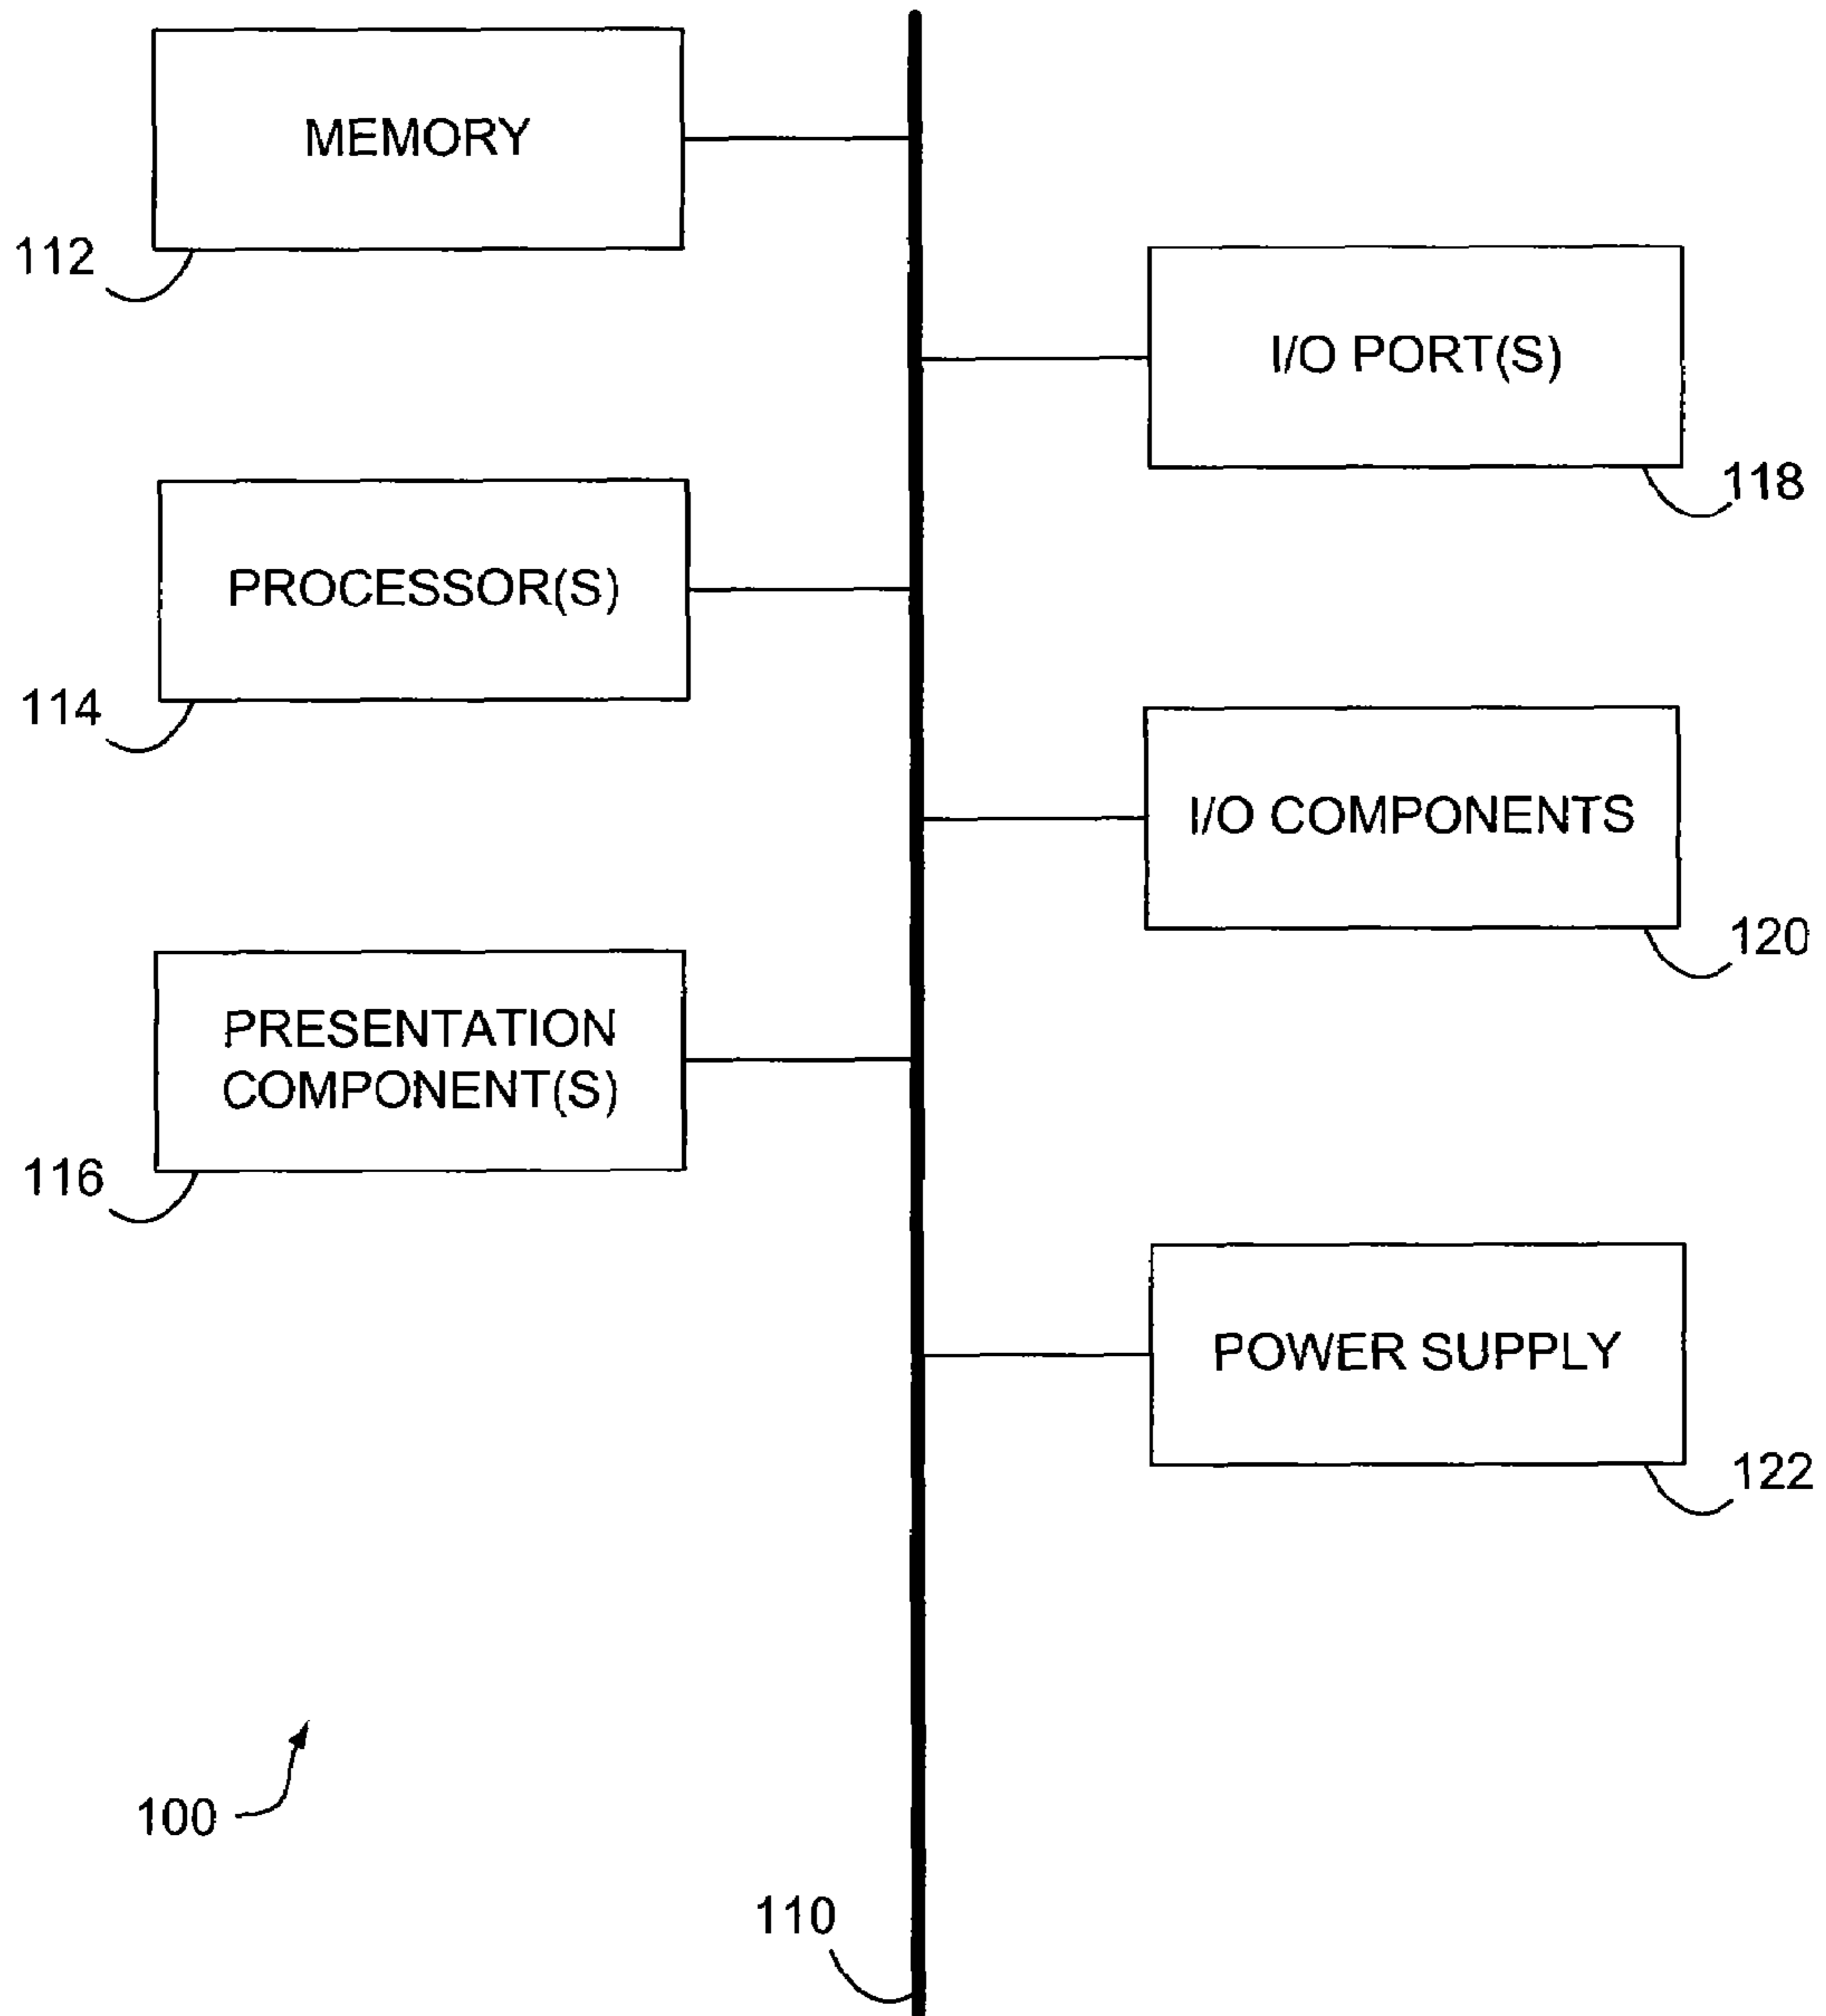 MEMORY
112
I/O PORT(S)
118
PROCESSOR(S)
114
I/O COMPONENTS
120
PRESENTATION
COMPONENT(S)
116
POWER SUPPLY
122
100
110